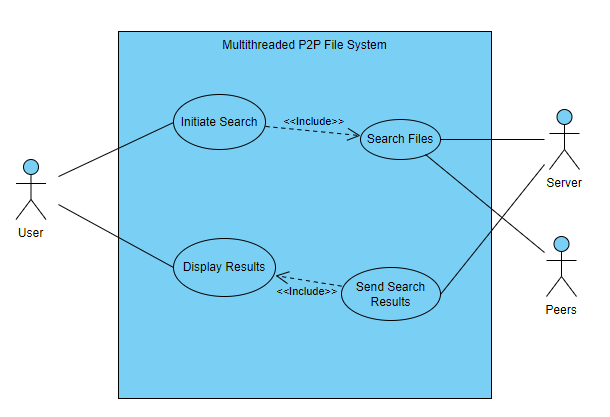 Multithreaded P2P File System
Initiate Search
<<Include>>
Search Files
Server
User
Display Results
<<Include>>
Send Search
Results
Peers